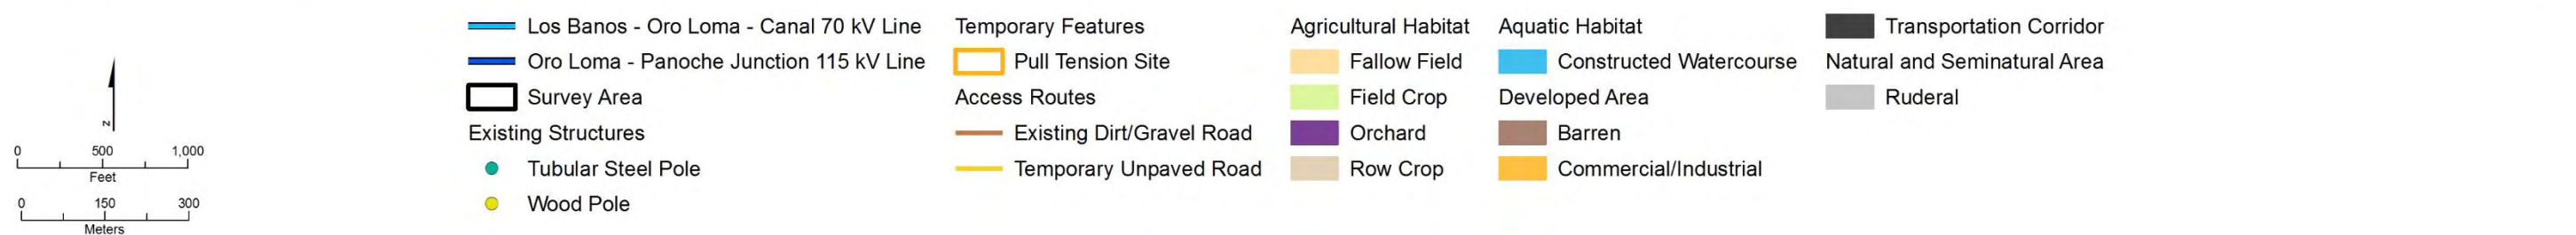 N
0 500 1,000
Feet
0 150 300
Meters
Los Banos - Oro Loma - Canal 70 kV Line
Oro Loma - Panoche Junction 115 kV Line
Survey Area
Existing Structures
Tubular Steel Pole
Wood Pole
Temporary Features
Pull Tension Site
Access Routes
Existing Dirt/Gravel Road
Temporary Unpaved Road
Agricultural Habitat
Fallow Field
Field Crop
Orchard
Row Crop
Aquatic Habitat
Constructed Watercourse
Developed Area
Barren
Commercial/Industrial
Transportation Corridor
Natural and Seminatural Area
Ruderal